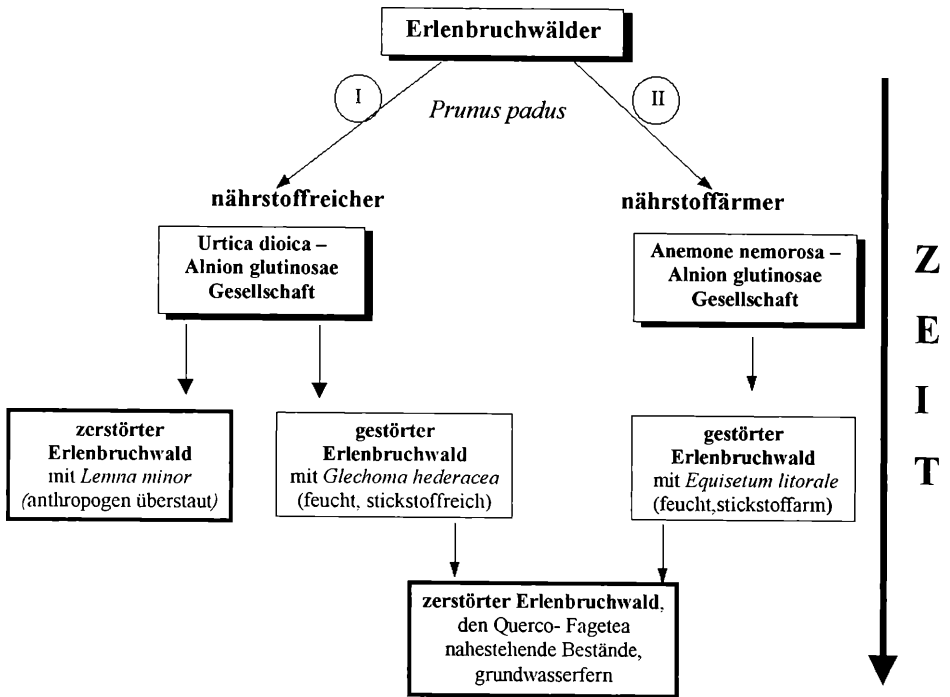 Erlenbruchwälder
I
II
Prunus padus
nährstoffreicher
nährstoffärmer
Urtica dioica –
Alnion glutinosae
Gesellschaft
Anemone nemorosa –
Alnion glutinosae
Gesellschaft
Z
E
I
T
zerstörter
Erlenbruchwald
mit Lemna minor
(anthropogen überstaut)
gestörter
Erlenbruchwald
mit Glechoma hederacea
(feucht, stickstoffreich)
gestörter
Erlenbruchwald
mit Equisetum litorale
(feucht,stickstoffarm)
zerstörter Erlenbruchwald,
den Querco- Fagetea
nahestehende Bestände,
grundwasserfern